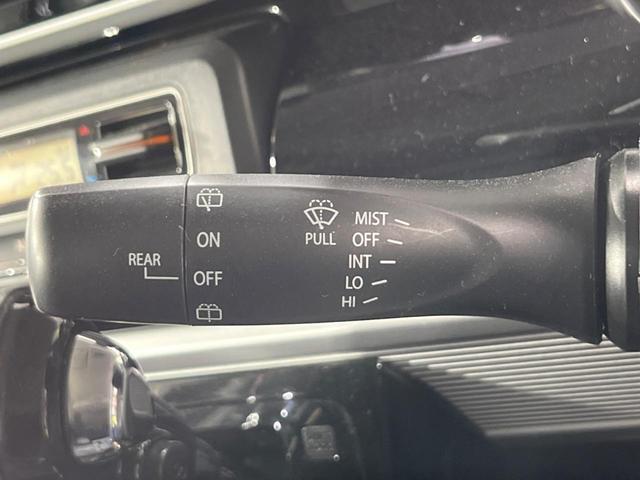 REAR
ON
OFF
PULL
MIST
OFF
INT
LO
HI